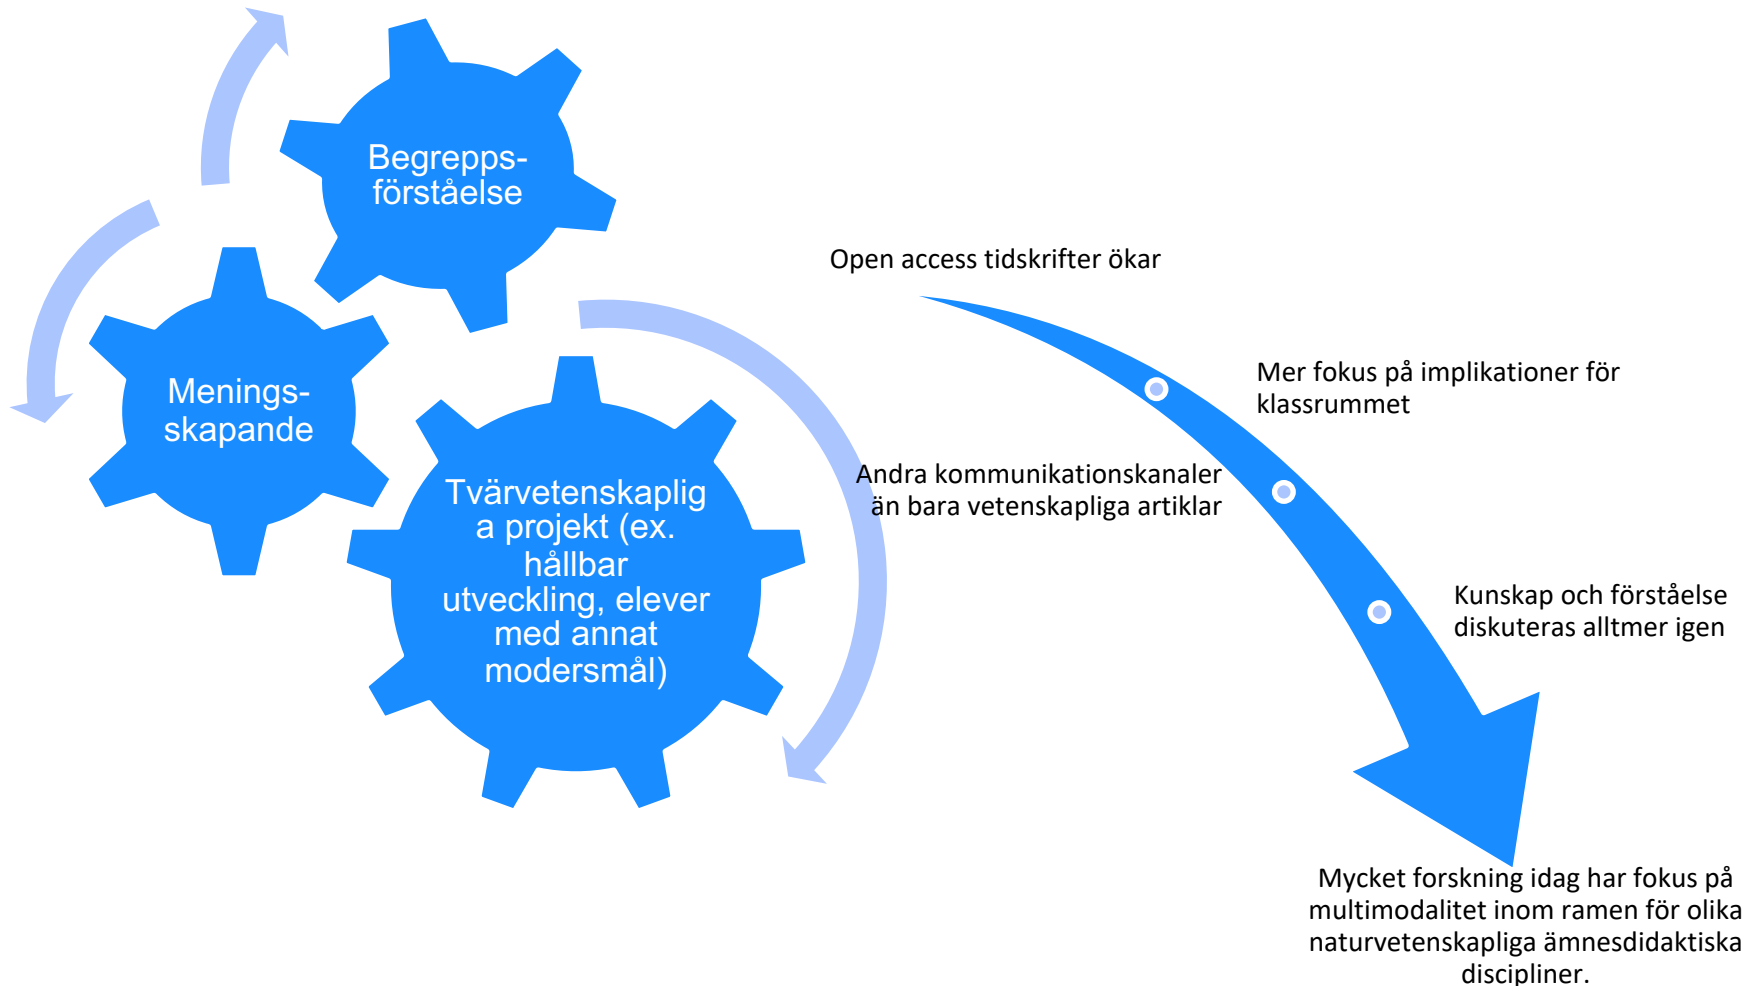 Begrepps-
förståelse
Menings-
skapande
Tvärvetenskaplig
a projekt (ex.
hållbar
utveckling, elever
med annat
modersmål)
Open access tidskrifter ökar
Mer fokus på implikationer för
klassrummet
Andra kommunikationskanaler
än bara vetenskapliga artiklar
Kunskap och förståelse
diskuteras alltmer igen
Mycket forskning idag har fokus på
multimodalitet inom ramen för olika
naturvetenskapliga ämnesdidaktiska
discipliner.